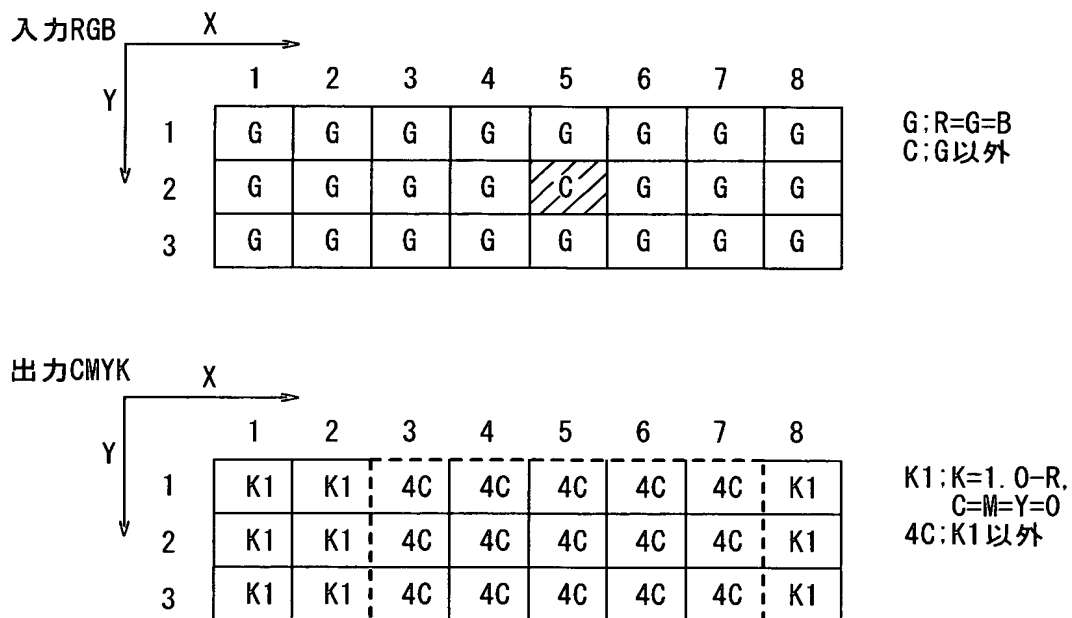 入力RGB
X
Y
1 2 3 4 5 6 7 8
1 G G G G G G G G
2 G G G G C G G G
3 G G G G G G G G
G;R=G=B
C;G以外
出力CMYK
X
Y
1 2 3 4 5 6 7 8
1 K1 K1 4C 4C 4C 4C 4C K1
2 K1 K1 4C 4C 4C 4C 4C K1
3 K1 K1 4C 4C 4C 4C 4C K1
K1;K=1.0-R,
C=M=Y=0
4C;K1以外